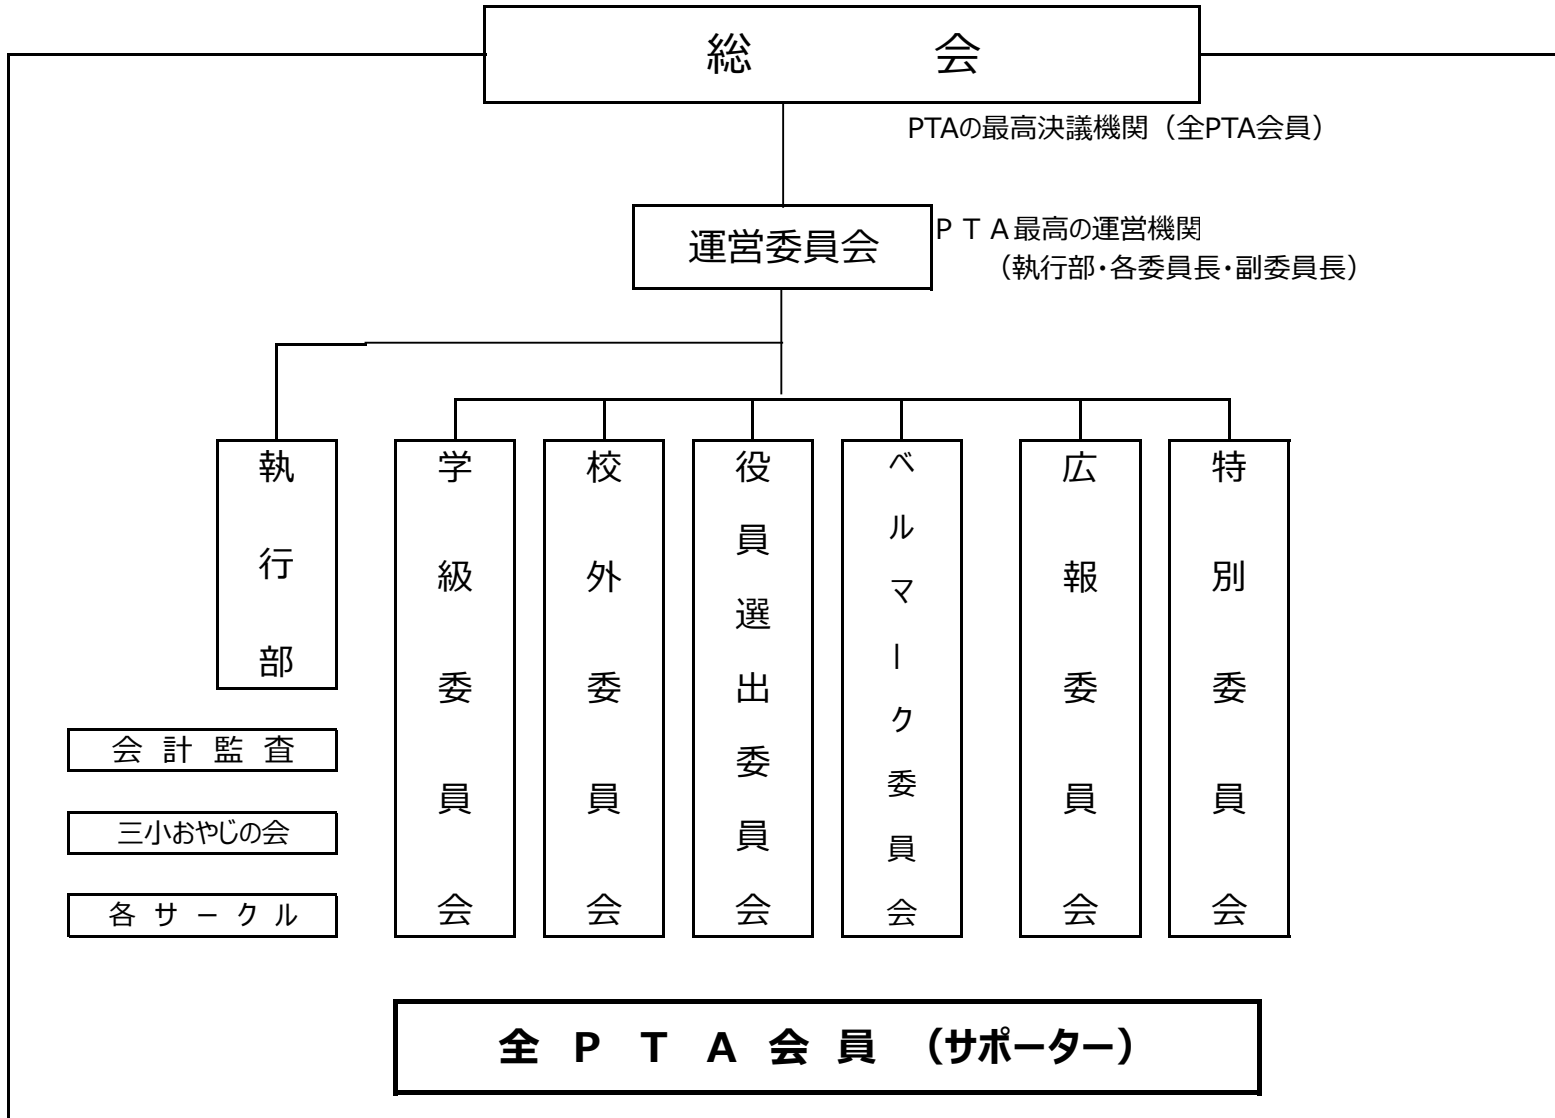 総　会
PTAの最高決議機関（全PTA会員）
運営委員会
ＰＴＡ最高の運営機関
（執行部・各委員長・副委員長）
執行部
学級委員会
校外委員会
役員選出委員会
ベルマーク委員会
広報委員会
特別委員会
会計監査
三小おやじの会
各サークル
全ＰＴＡ会員（サポーター）